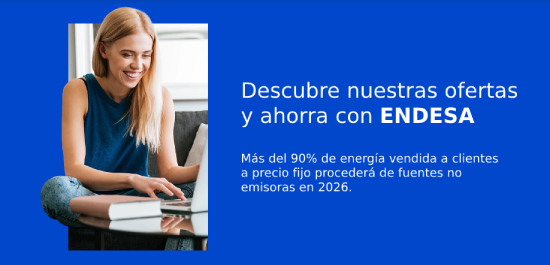 Descubre nuestras ofertas
y ahorra con ENDESA
Más del 90% de energía vendida a clientes
a precio fijo procederá de fuentes no
emisoras en 2026.